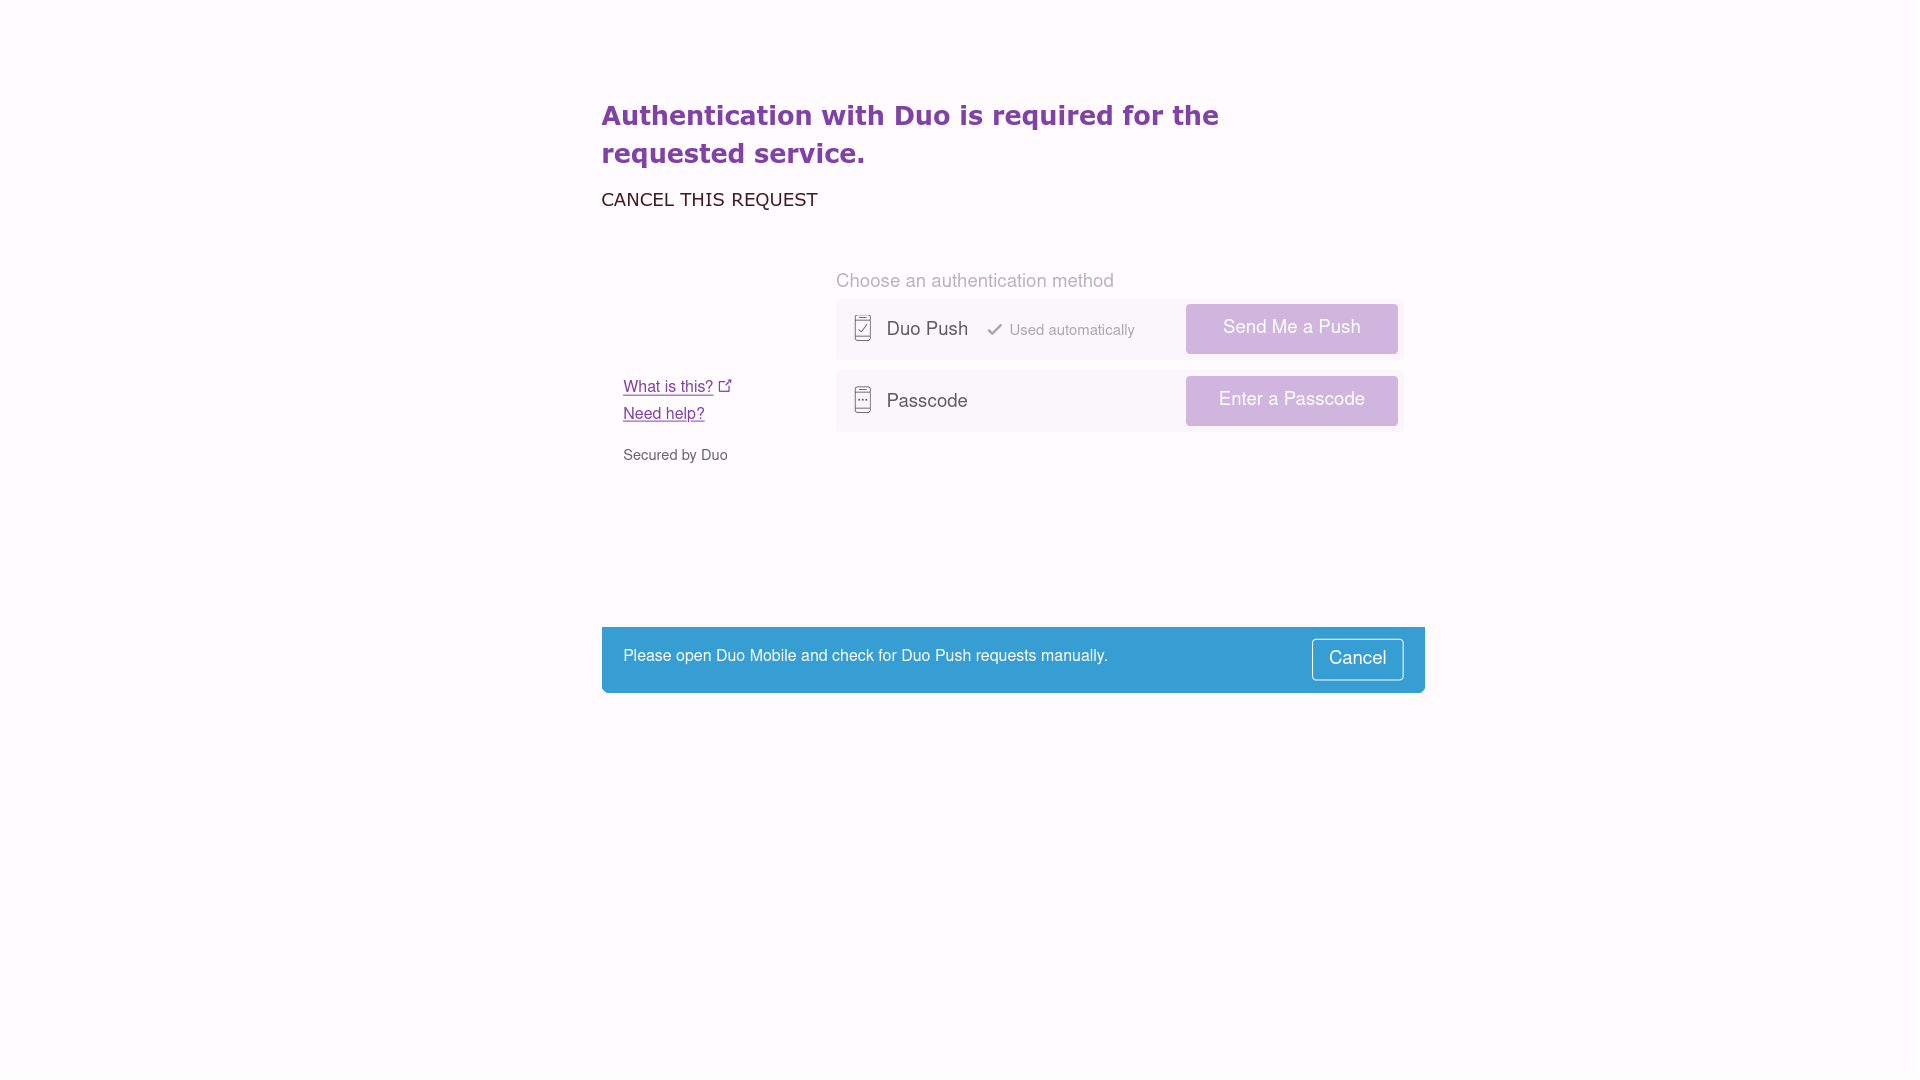 Authentication with Duo is required for the
requested service.
CANCEL THIS REQUEST
Choose an authentication method
Duo Push Used automatically Send Me a Push
Passcode Enter a Passcode
What is this?
Need help?
Secured by Duo
Please open Duo Mobile and check for Duo Push requests manually. Cancel